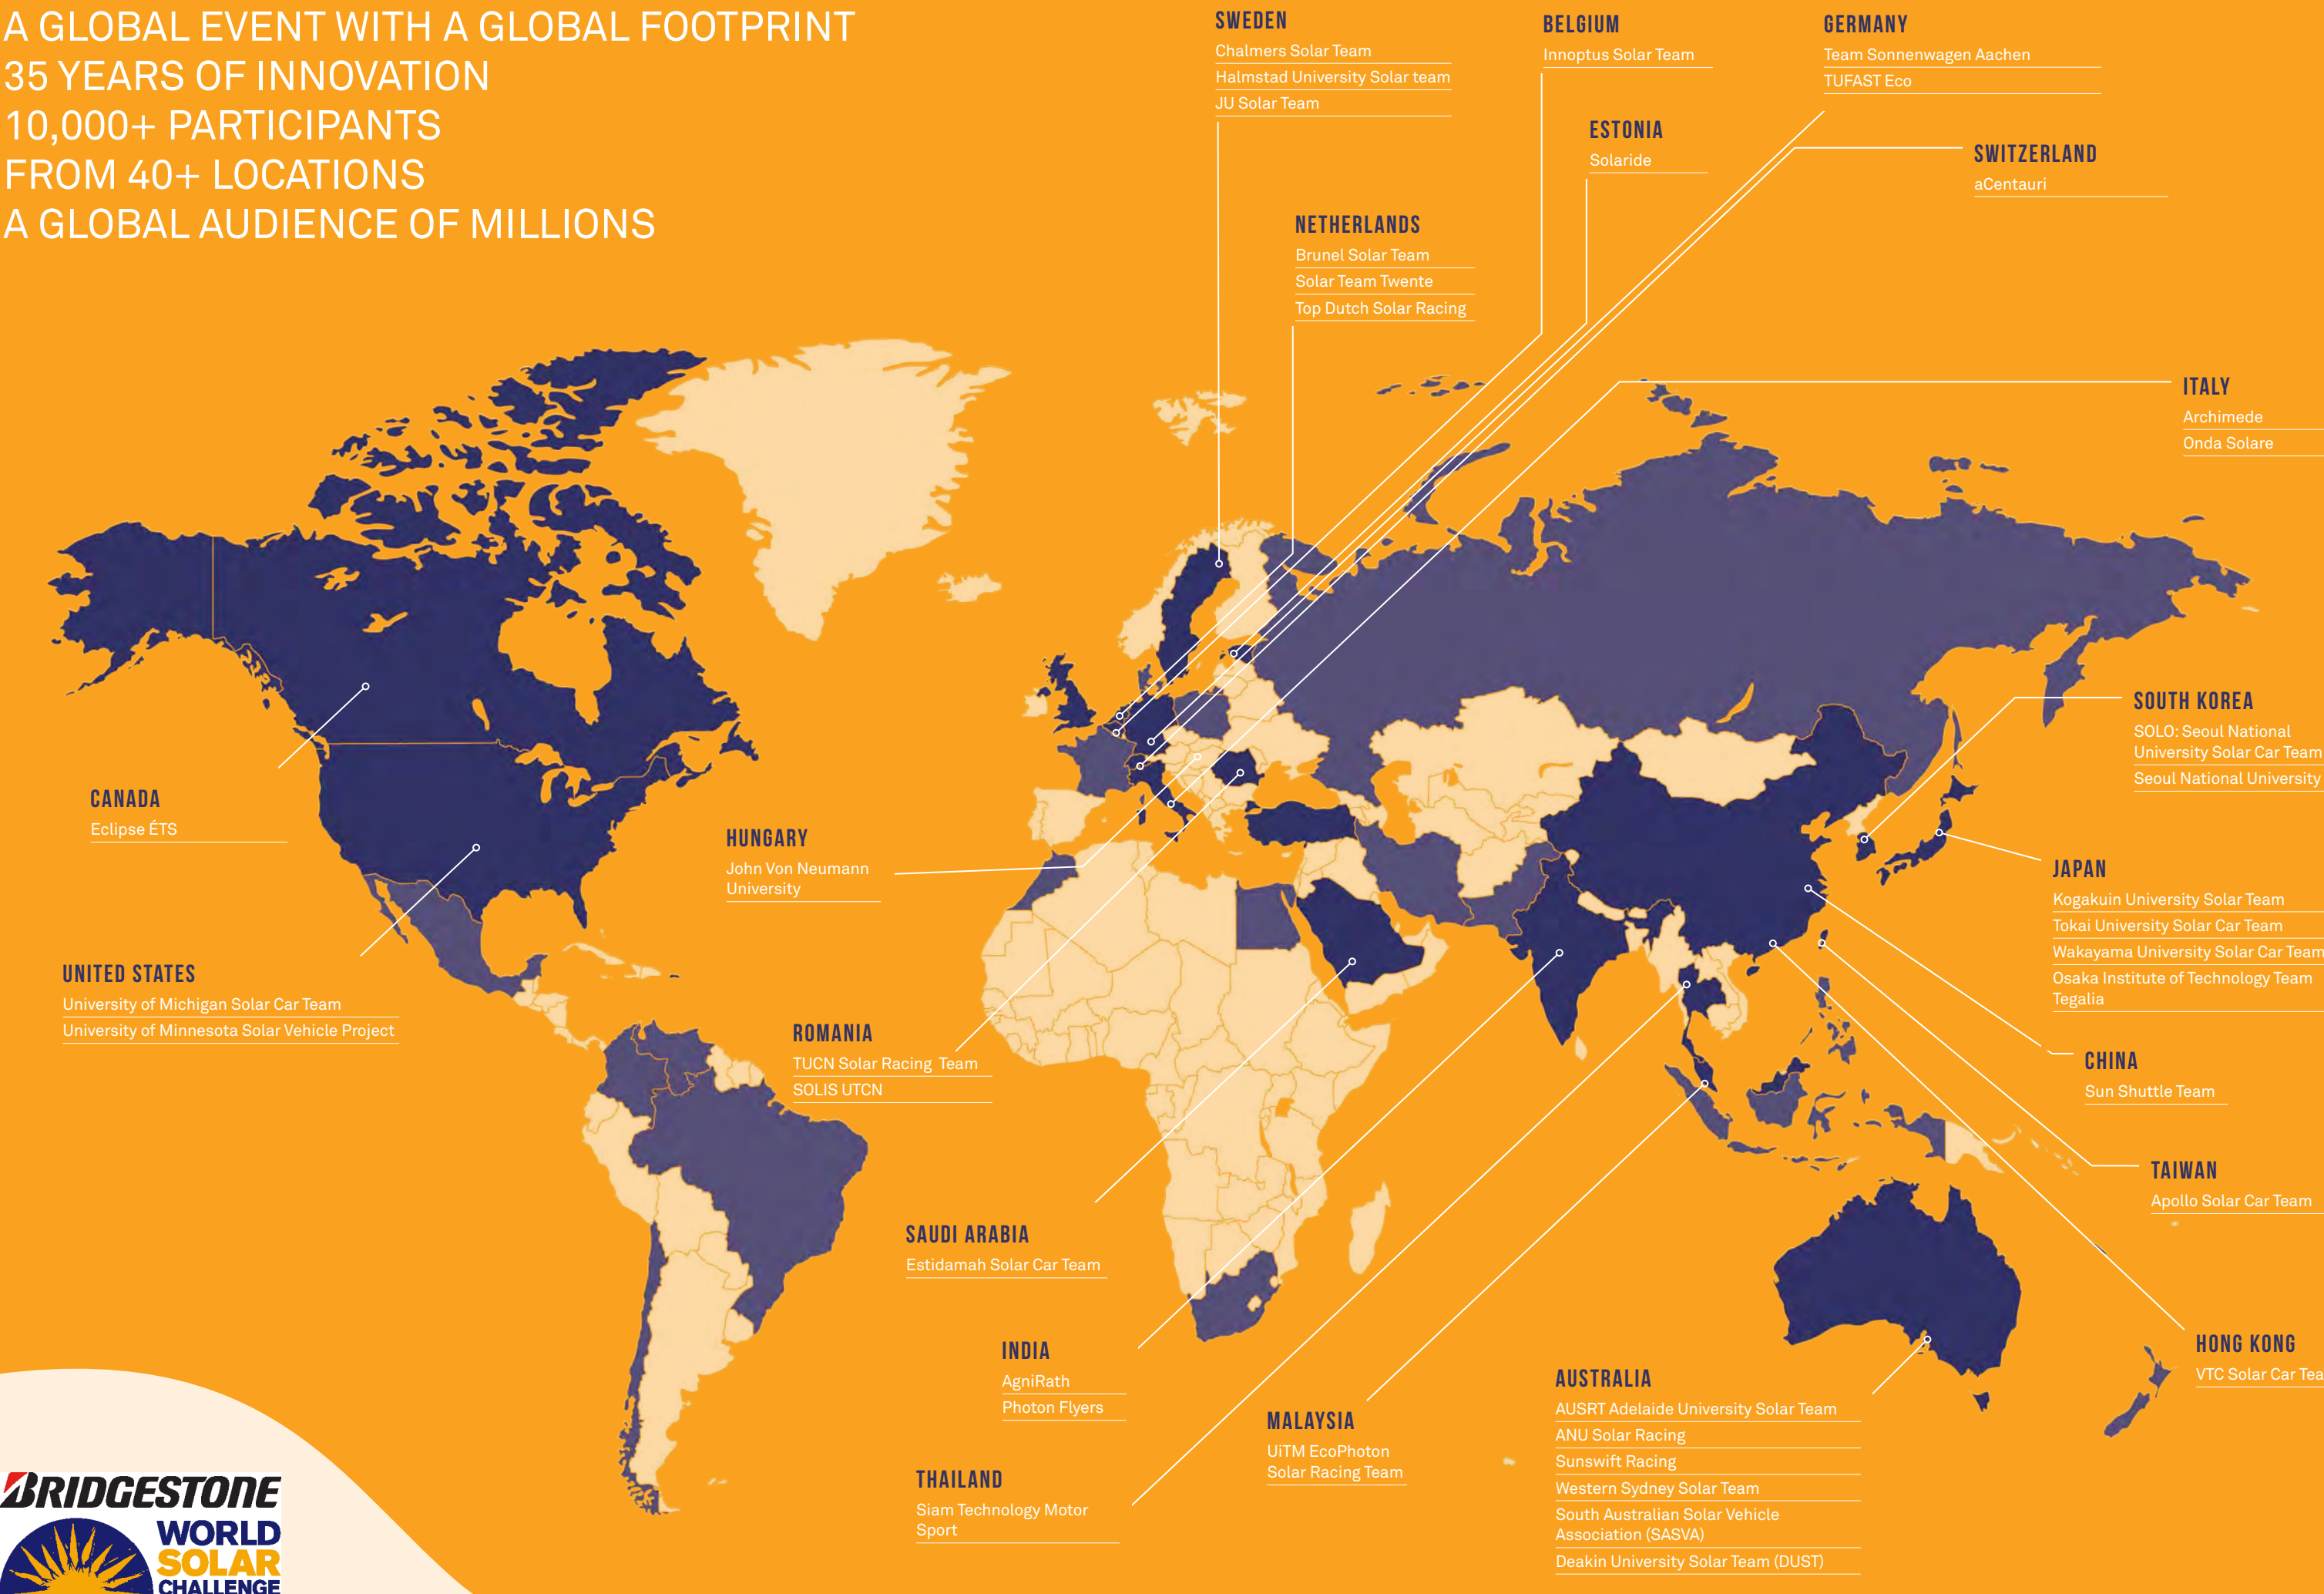 A GLOBAL EVENT WITH A GLOBAL FOOTPRINT
35 YEARS OF INNOVATION
10,000+ PARTICIPANTS
FROM 40+ LOCATIONS
A GLOBAL AUDIENCE OF MILLIONS
SWEDEN
Chalmers Solar Team
Halmstad University Solar team
JU Solar Team
BELGIUM
Innoptus Solar Team
GERMANY
Team Sonnenwagen Aachen
TUFAST Eco
ESTONIA
Solaride
SWITZERLAND
aCentauri
NETHERLANDS
Brunel Solar Team
Solar Team Twente
Top Dutch Solar Racing
ITALY
Archimede
Onda Solare
SOUTH KOREA
SOLO: Seoul National
University Solar Car Team
Seoul National University
CANADA
Eclipse ÉTS
HUNGARY
John Von Neumann
University
JAPAN
Kogakuin University Solar Team
Tokai University Solar Car Team
Wakayama University Solar Car Team
Osaka Institute of Technology Team
Tegalia
UNITED STATES
University of Michigan Solar Car Team
University of Minnesota Solar Vehicle Project
ROMANIA
TUCN Solar Racing Team
SOLIS UTCN
CHINA
Sun Shuttle Team
TAIWAN
Apollo Solar Car Team
SAUDI ARABIA
Estidamah Solar Car Team
HONG KONG
VTC Solar Car Tea
INDIA
AgniRath
Photon Flyers
MALAYSIA
UiTM EcoPhoton
Solar Racing Team
AUSTRALIA
AUSRT Adelaide University Solar Team
ANU Solar Racing
Sunswift Racing
Western Sydney Solar Team
South Australian Solar Vehicle
Association (SASVA)
Deakin University Solar Team (DUST)
THAILAND
Siam Technology Motor
Sport
BRIDGESTONE
WORLD
SOLAR
CHALLENGE